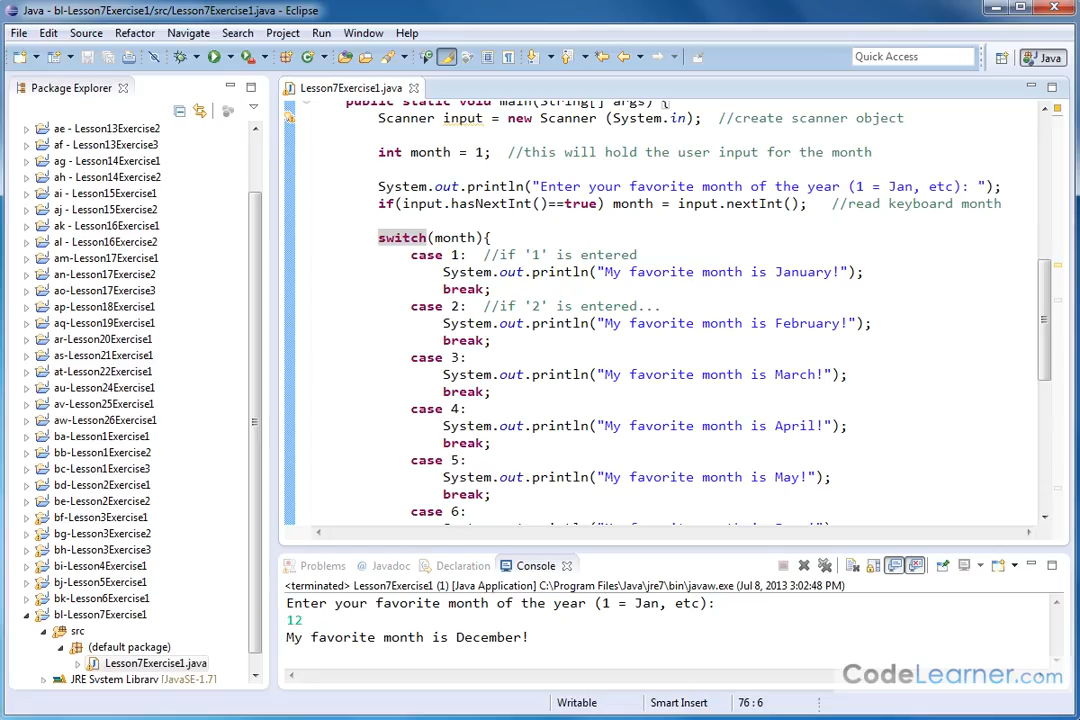 Java - bl-Lesson7Exercise1/src/Lesson7Exercise1.java - Eclipse
File Edit Source Refactor Navigate Search Project Run Window Help
Quick Access
Java
Package Explorer
Lesson7Exercise1.java
ae - Lesson13Exercise2
af - Lesson13Exercise3
ag - Lesson14Exercise1
ah - Lesson14Exercise2
ai - Lesson15Exercise1
aj - Lesson15Exercise2
ak - Lesson16Exercise1
al - Lesson16Exercise2
am-Lesson17Exercise1
an-Lesson17Exercise2
ao-Lesson17Exercise3
ap-Lesson18Exercise1
aq-Lesson19Exercise1
ar-Lesson20Exercise1
as-Lesson21Exercise1
at-Lesson22Exercise1
au-Lesson24Exercise1
av-Lesson25Exercise1
aw-Lesson26Exercise1
ba-Lesson1Exercise1
bb-Lesson1Exercise2
bc-Lesson1Exercise3
bd-Lesson2Exercise1
be-Lesson2Exercise2
bf-Lesson3Exercise1
bg-Lesson3Exercise2
bh-Lesson3Exercise3
bi-Lesson4Exercise1
bj-Lesson5Exercise1
bk-Lesson6Exercise1
bl-Lesson7Exercise1
src
(default package)
Lesson7Exercise1.java
JRE System Library [JavaSE-1.7]
public static void main(String[] args) {
Scanner input = new Scanner (System.in); //create scanner object
int month = 1; //this will hold the user input for the month
System.out.println("Enter your favorite month of the year (1 = Jan, etc): ");
if(input.hasNextInt()==true) month = input.nextInt(); //read keyboard month
switch(month){
case 1: //if '1' is entered
System.out.println("My favorite month is January!");
break;
case 2: //if '2' is entered...
System.out.println("My favorite month is February!");
break;
case 3:
System.out.println("My favorite month is March!");
break;
case 4:
System.out.println("My favorite month is April!");
break;
case 5:
System.out.println("My favorite month is May!");
break;
case 6:
Problems Javadoc Declaration Console
<terminated> Lesson7Exercise1 (1) [Java Application] C:\Program Files\Java\jre7\bin\javaw.exe (Jul 8, 2013 3:02:48 PM)
Enter your favorite month of the year (1 = Jan, etc):
12
My favorite month is December!
CodeLearner.com
Writable Smart Insert 76 : 6